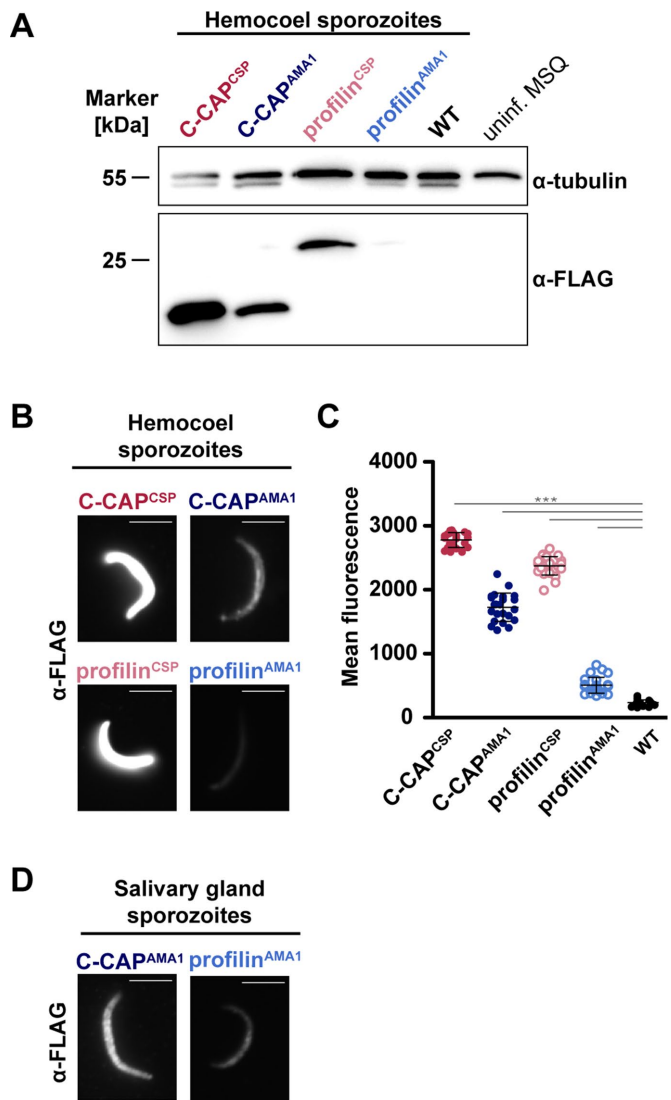 A
Hemocoel sporozoites
Marker
[kDa]
C-CAPCSP
C-CAPAMA1
profilinCSP
profilinAMA1
WT
uninf. MSQ
55
α-tubulin
25
α-FLAG
B
Hemocoel
sporozoites
C-CAPCSP
C-CAPAMA1
α-FLAG
profilinCSP
profilinAMA1
C
Mean fluorescence
4000
3000
2000
1000
0
***
C-CAPCSP
C-CAPAMA1
profilinCSP
profilinAMA1
WT
D
Salivary gland
sporozoites
C-CAPAMA1
profilinAMA1
α-FLAG